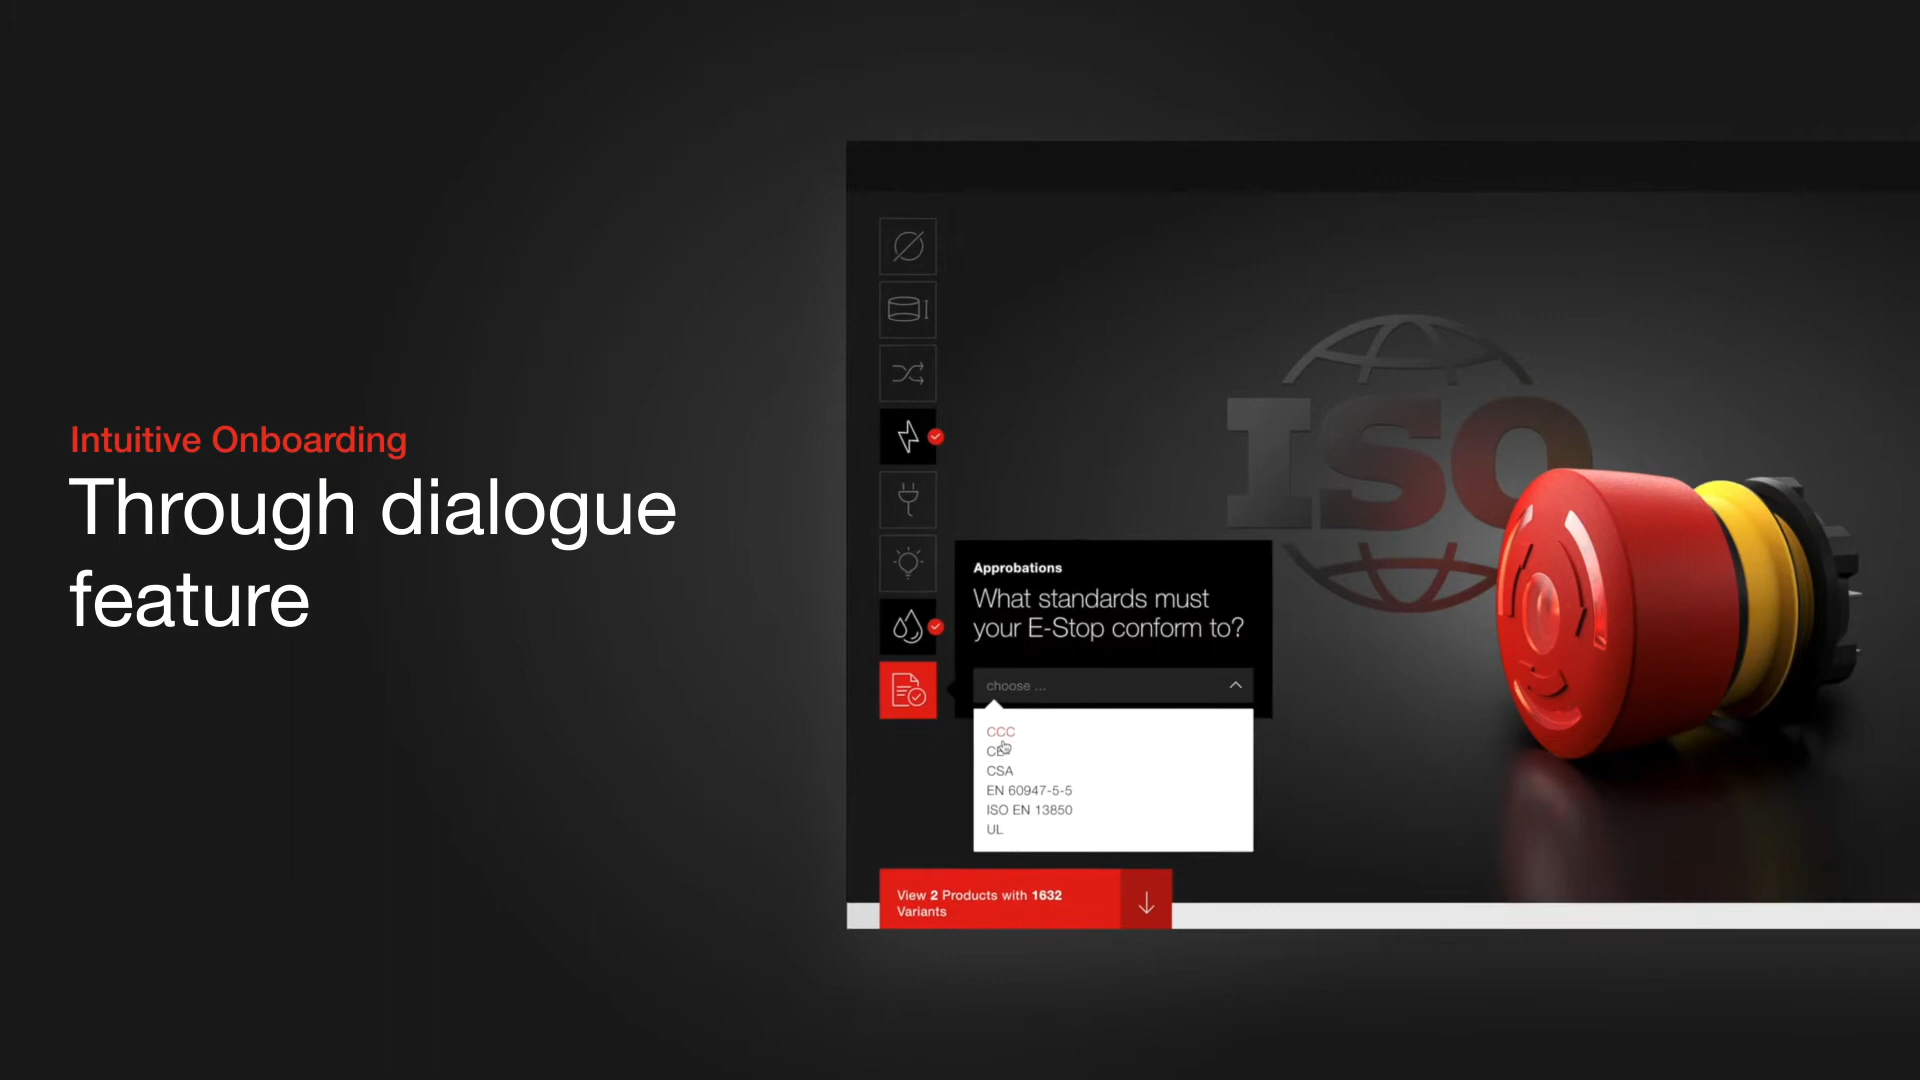 Intuitive Onboarding
Through dialogue
feature
ISO
Approbations
What standards must
your E-Stop conform to?
choose ...
CCC
CSA
EN 60947-5-5
ISO EN 13850
UL
View 2 Products with 1632
Variants